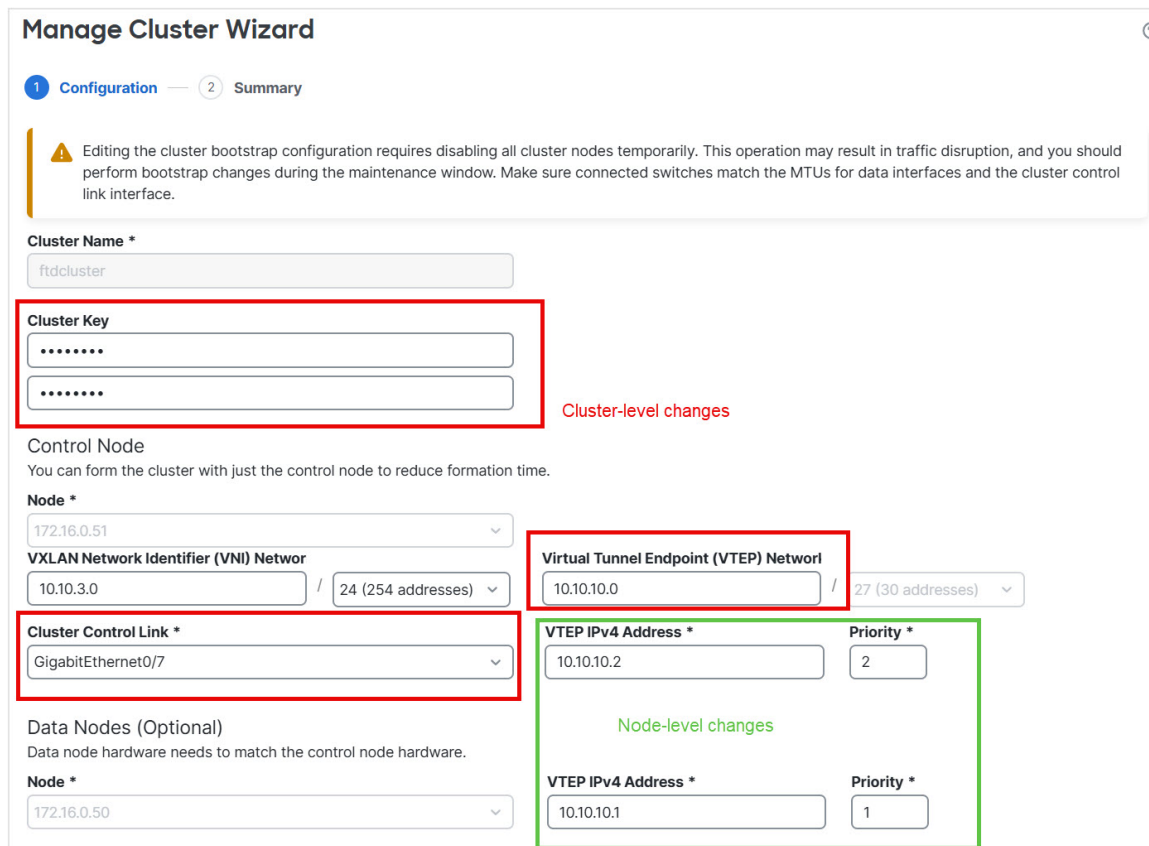 Manage Cluster Wizard
1 Configuration — 2 Summary
Editing the cluster bootstrap configuration requires disabling all cluster nodes temporarily. This operation may result in traffic disruption, and you should
perform bootstrap changes during the maintenance window. Make sure connected switches match the MTUs for data interfaces and the cluster control
link interface.
Cluster Name *
ftdcluster
Cluster Key
••••••••
••••••••
Cluster-level changes
Control Node
You can form the cluster with just the control node to reduce formation time.
Node *
172.16.0.51
VXLAN Network Identifier (VNI) Networ Virtual Tunnel Endpoint (VTEP) Networl
10.10.3.0 / 24 (254 addresses) 10.10.10.0 / 27 (30 addresses)
Cluster Control Link * VTEP IPv4 Address * Priority *
GigabitEthernet0/7 10.10.10.2 2
Node-level changes
Data Nodes (Optional)
Data node hardware needs to match the control node hardware.
Node * VTEP IPv4 Address * Priority *
172.16.0.50 10.10.10.1 1